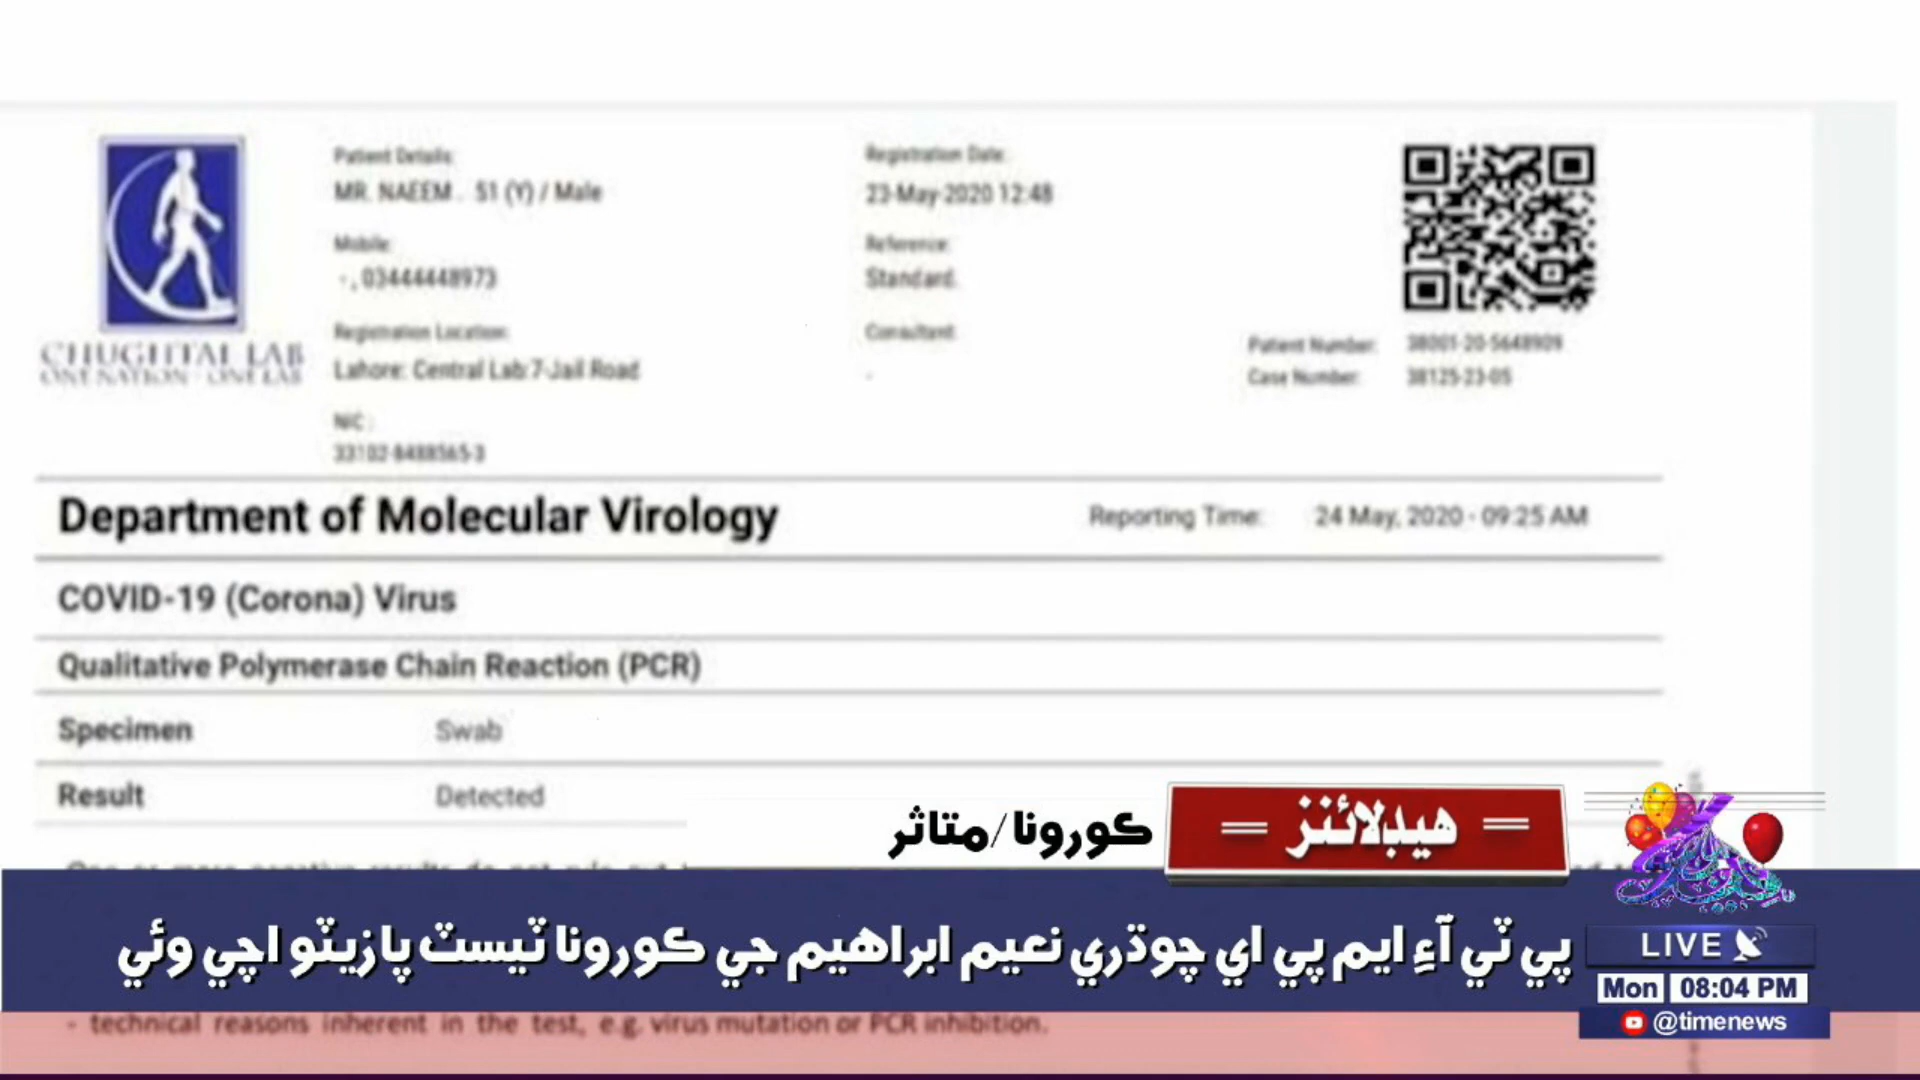 Patient Details:
MR. NAEEM . 51 (Y) / Male
Mobile:
- , 03444448973
Registration Location:
Lahore: Central Lab:7-Jail Road
NIC :
Registration Date:
23-May-2020 12:48
Reference:
Standard.
Consultant:
Patient Number:
Case Number: 38125-23-05
CHUGHTAI LAB
ONE NATION · ONE LAB
Department of Molecular Virology
Reporting Time: 24 May, 2020 - 09:25 AM
COVID-19 (Corona) Virus
Qualitative Polymerase Chain Reaction (PCR)
Specimen Swab
Result Detected
هيڊلائنز
ڪورونا/متاثر
پي ٽي آءِ ايم پي اي چوڌري نعيم ابراهيم جي ڪورونا ٽيسٽ پازيٽو اچي وئي
LIVE
Mon 08:04 PM
@timenews
- technical reasons inherent in the test, e.g. virus mutation or PCR inhibition.